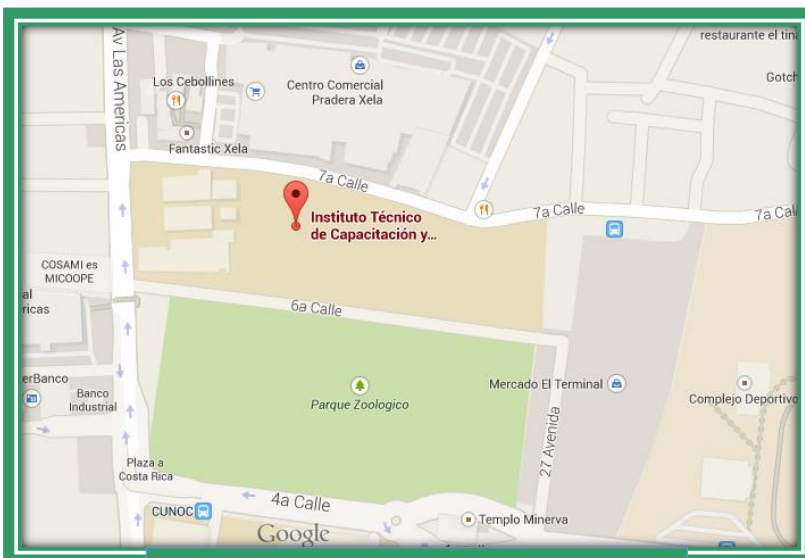 restaurante el tina
Av Las Americas
Los Cebollines
Centro Comercial
Pradera Xela
Gotch
Fantastic Xela
7a Calle
Instituto Técnico
de Capacitación y...
7a Calle
7a Cal
COSAMI es
MICOOPE
al
ricas
6a Calle
erBanco
Banco
Industrial
Parque Zoologico
Mercado El Terminal
Complejo Deportivo
27 Avenida
Plaza a
Costa Rica
4a Calle
CUNOC
Google
Templo Minerva